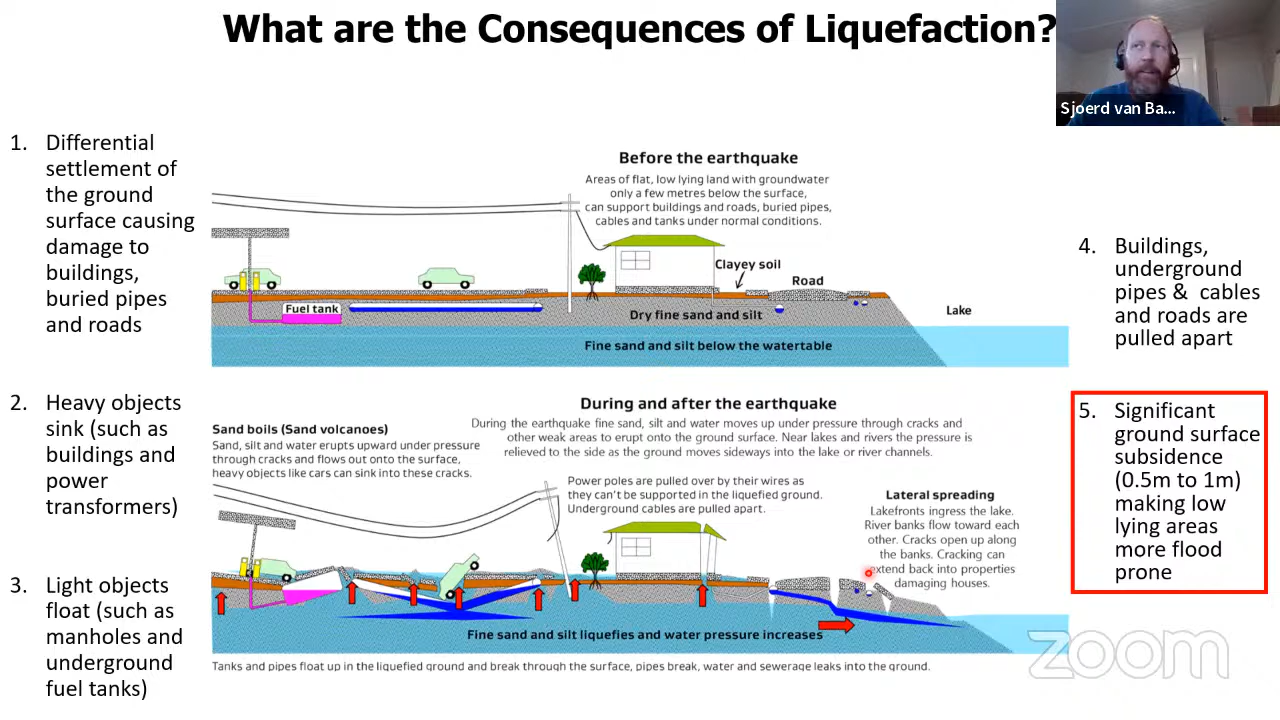 What are the Consequences of Liquefaction?
Sjoerd van Ba...
1. Differential
settlement of
the ground
surface causing
damage to
buildings,
buried pipes
and roads
2. Heavy objects
sink (such as
buildings and
power
transformers)
3. Light objects
float (such as
manholes and
underground
fuel tanks)
Before the earthquake
Areas of flat, low lying land with groundwater
only a few metres below the surface,
can support buildings and roads, buried pipes,
cables and tanks under normal conditions.
Clayey soil
Road
Fuel tank
Dry fine sand and silt
Lake
Fine sand and silt below the watertable
During and after the earthquake
During the earthquake fine sand, silt and water moves up under pressure through cracks and
other weak areas to erupt onto the ground surface. Near lakes and rivers the pressure is
relieved to the side as the ground moves sideways into the lake or river channels.
Sand boils (Sand volcanoes)
Sand, silt and water erupts upward under pressure
through cracks and flows out onto the surface,
heavy objects like cars can sink into these cracks.
Power poles are pulled over by their wires as
they can't be supported in the liquefied ground.
Underground cables are pulled apart.
Lateral spreading
Lakefronts ingress the lake.
River banks flow toward each
other. Cracks open up along
the banks. Cracking can
extend back into properties
damaging houses.
Fine sand and silt liquefies and water pressure increases
Tanks and pipes float up in the liquefied ground and break through the surface, pipes break, water and sewerage leaks into the ground.
4. Buildings,
underground
pipes & cables
and roads are
pulled apart
5. Significant
ground surface
subsidence
(0.5m to 1m)
making low
lying areas
more flood
prone
zoom